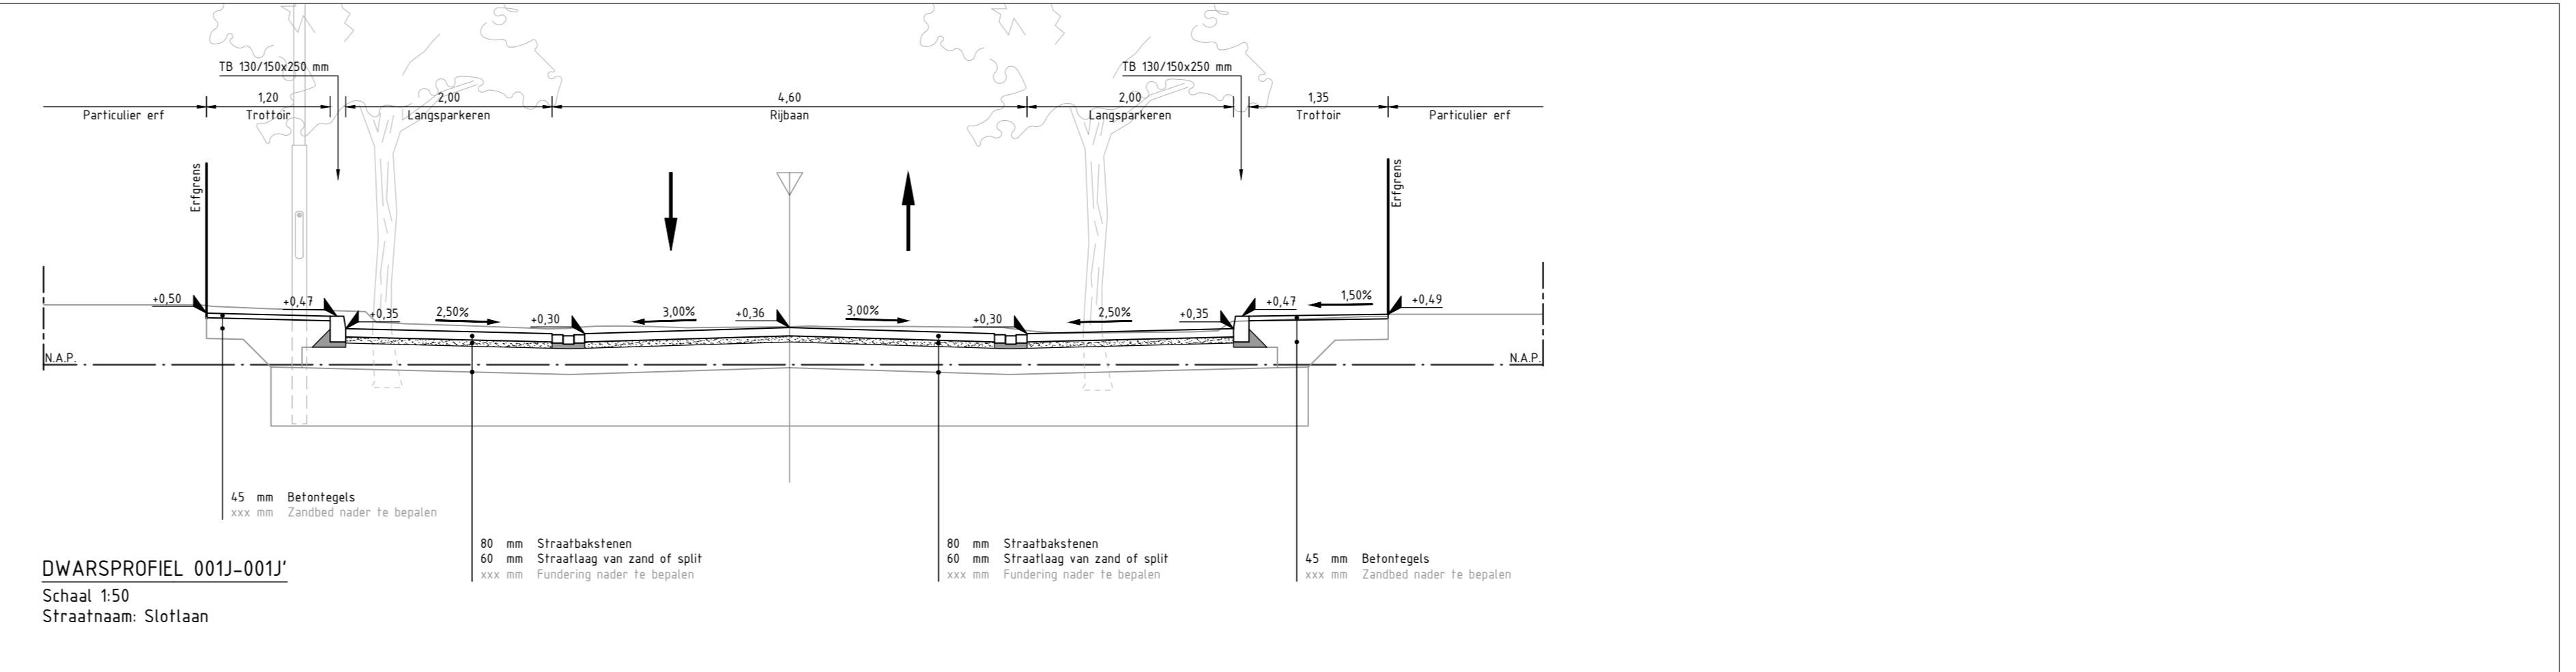 TB 130/150x250 mm
TB 130/150x250 mm
1,20
2,00
4,60
2,00
1,35
Particulier erf
Trottoir
Langsparkeren
Rijbaan
Langsparkeren
Trottoir
Particulier erf
Erfgrens
Erfgrens
+0,50
+0,47
+0,35
2,50%
+0,30
3,00%
+0,36
3,00%
+0,30
2,50%
+0,35
+0,47
1,50%
+0,49
N.A.P.
N.A.P.
45 mm Betontegels
xxx mm Zandbed nader te bepalen
80 mm Straatbakstenen
60 mm Straatlaag van zand of split
xxx mm Fundering nader te bepalen
80 mm Straatbakstenen
60 mm Straatlaag van zand of split
xxx mm Fundering nader te bepalen
45 mm Betontegels
xxx mm Zandbed nader te bepalen
DWARSPROFIEL 001J-001J'
Schaal 1:50
Straatnaam: Slotlaan